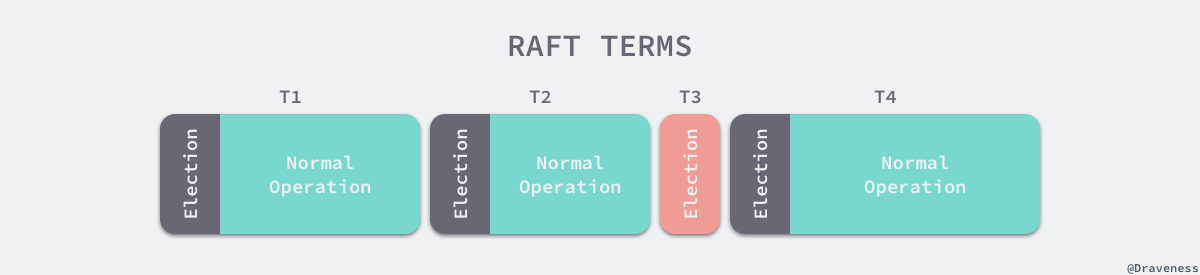 RAFT TERMS
T1
T2
T3
T4
Election
Normal
Operation
Election
Normal
Operation
Election
Election
Normal
Operation
@Draveness